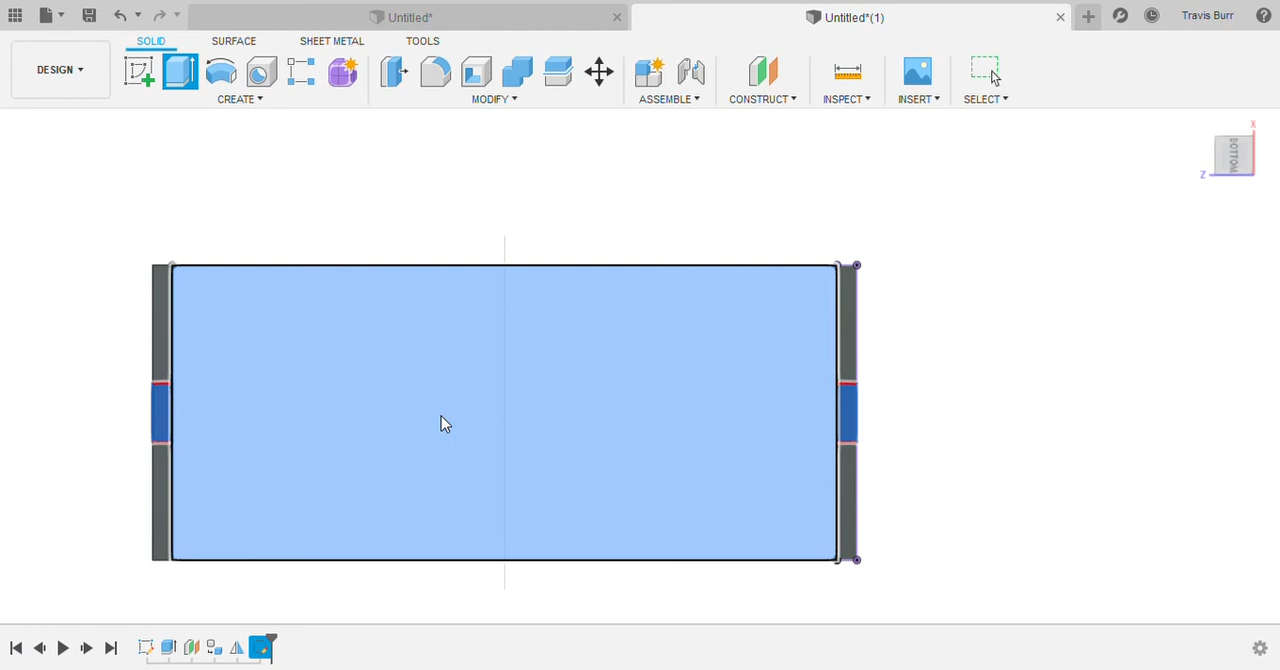 Untitled*
Untitled*(1)
Travis Burr
SOLID
SURFACE
SHEET METAL
TOOLS
DESIGN
CREATE
MODIFY
ASSEMBLE
CONSTRUCT
INSPECT
INSERT
SELECT
X
BOTTOM
Z